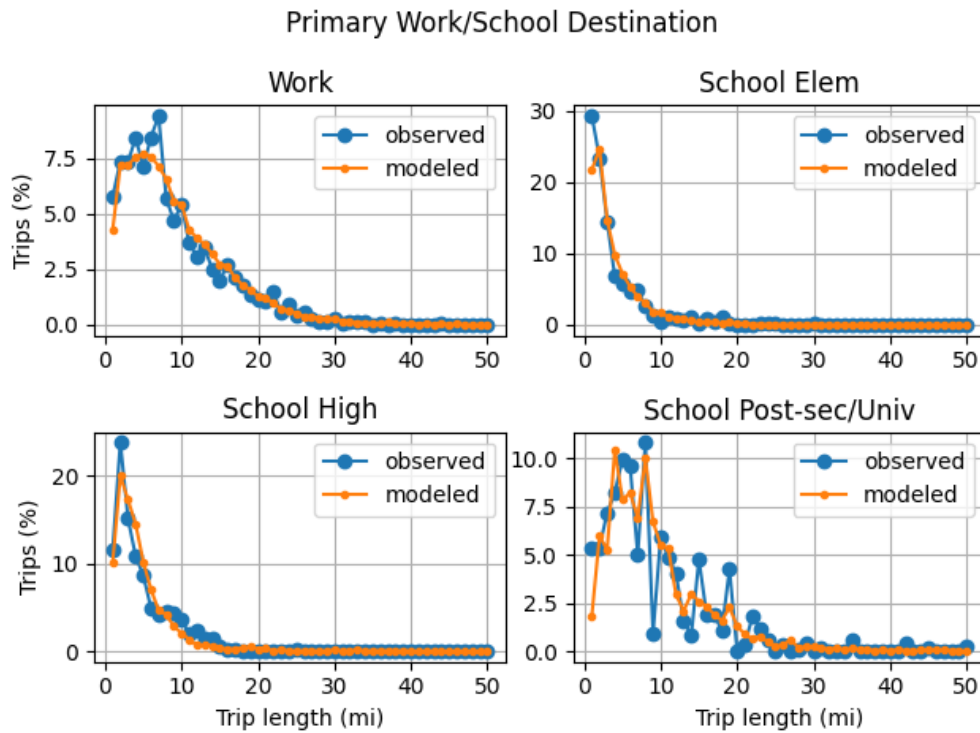 Primary Work/School Destination
Work
School Elem
7.5
5.0
2.5
0.0
Trips (%)
observed
modeled
0 10 20 30 40 50
30
20
10
0
observed
modeled
0 10 20 30 40 50
School High
School Post-sec/Univ
20
10
0
Trips (%)
observed
modeled
0 10 20 30 40 50
Trip length (mi)
10.0
7.5
5.0
2.5
0.0
observed
modeled
0 10 20 30 40 50
Trip length (mi)